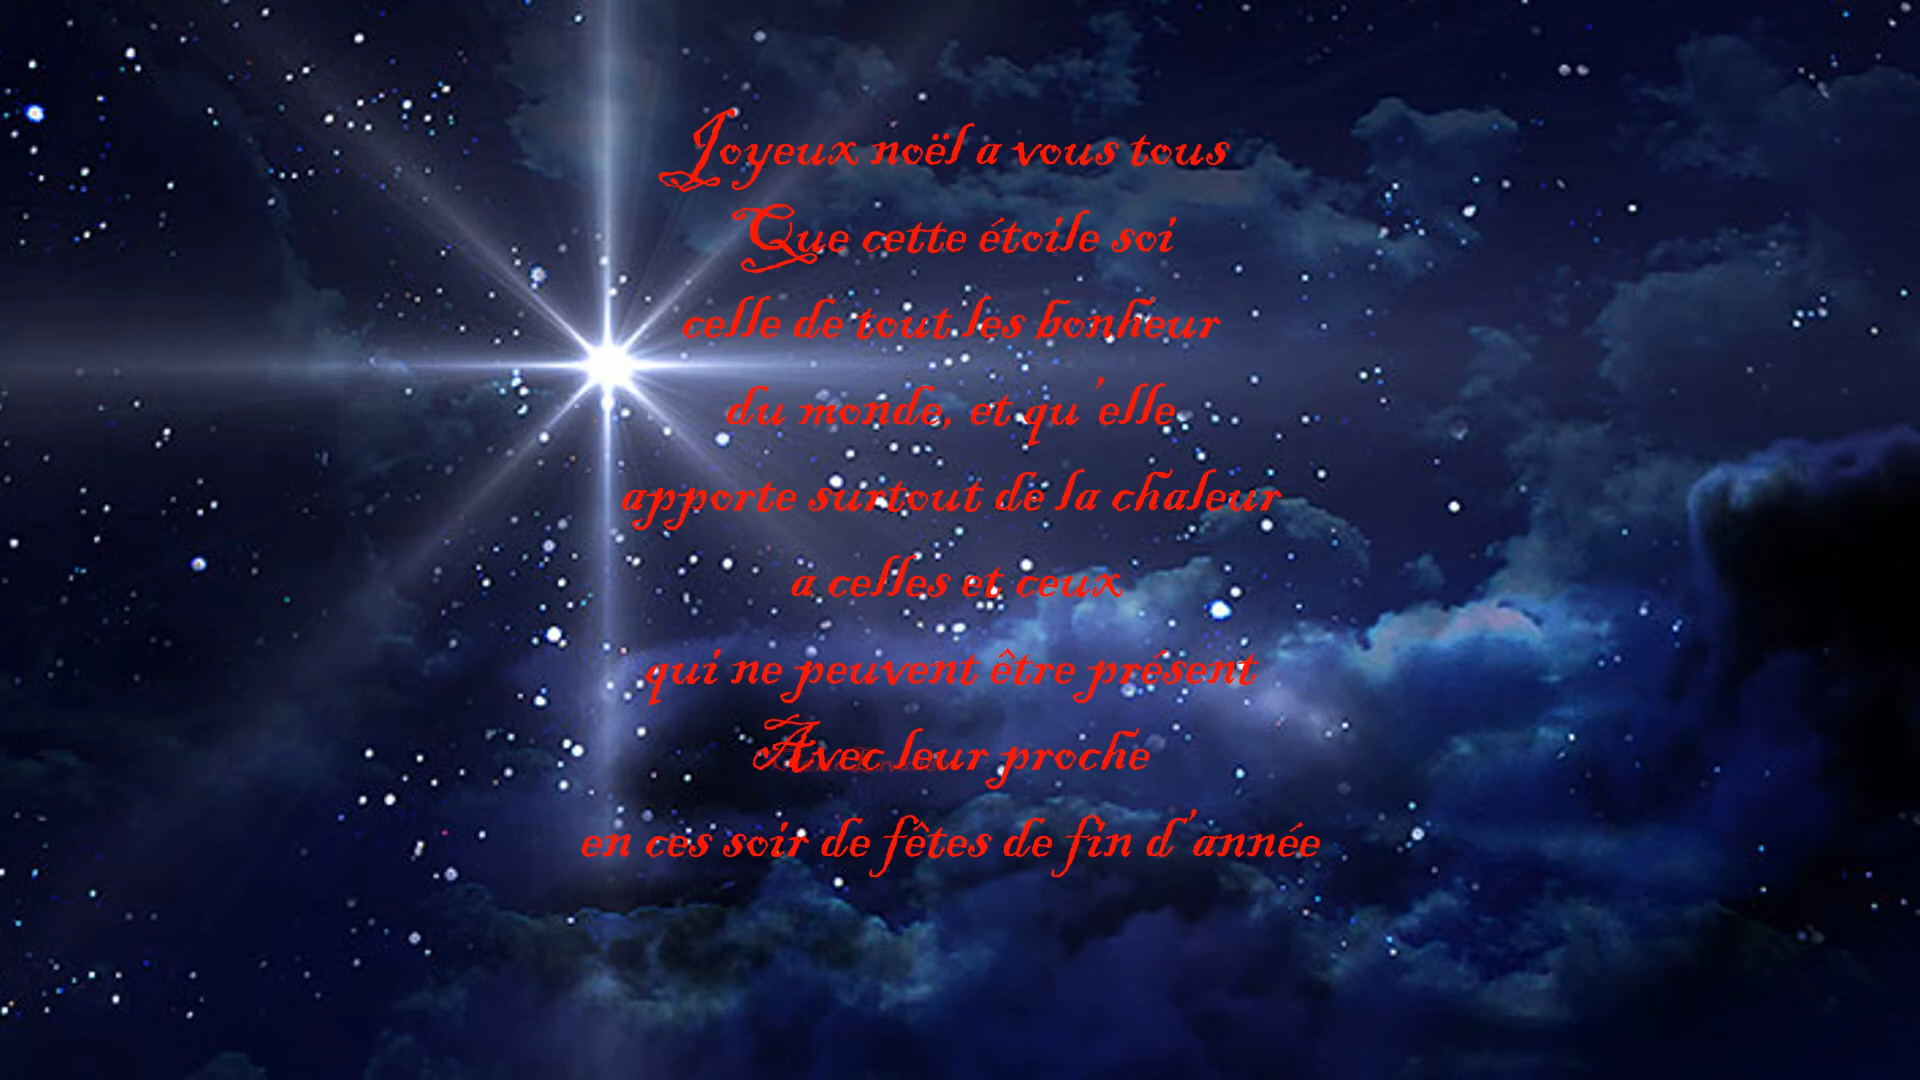 Joyeux noël a vous tous
Que cette étoile soi
celle de tout les bonheur
du monde, et qu'elle
apporte surtout de la chaleur
a celles et ceux
qui ne peuvent être présent
Avec leur proche
en ces soir de fêtes de fin d'année